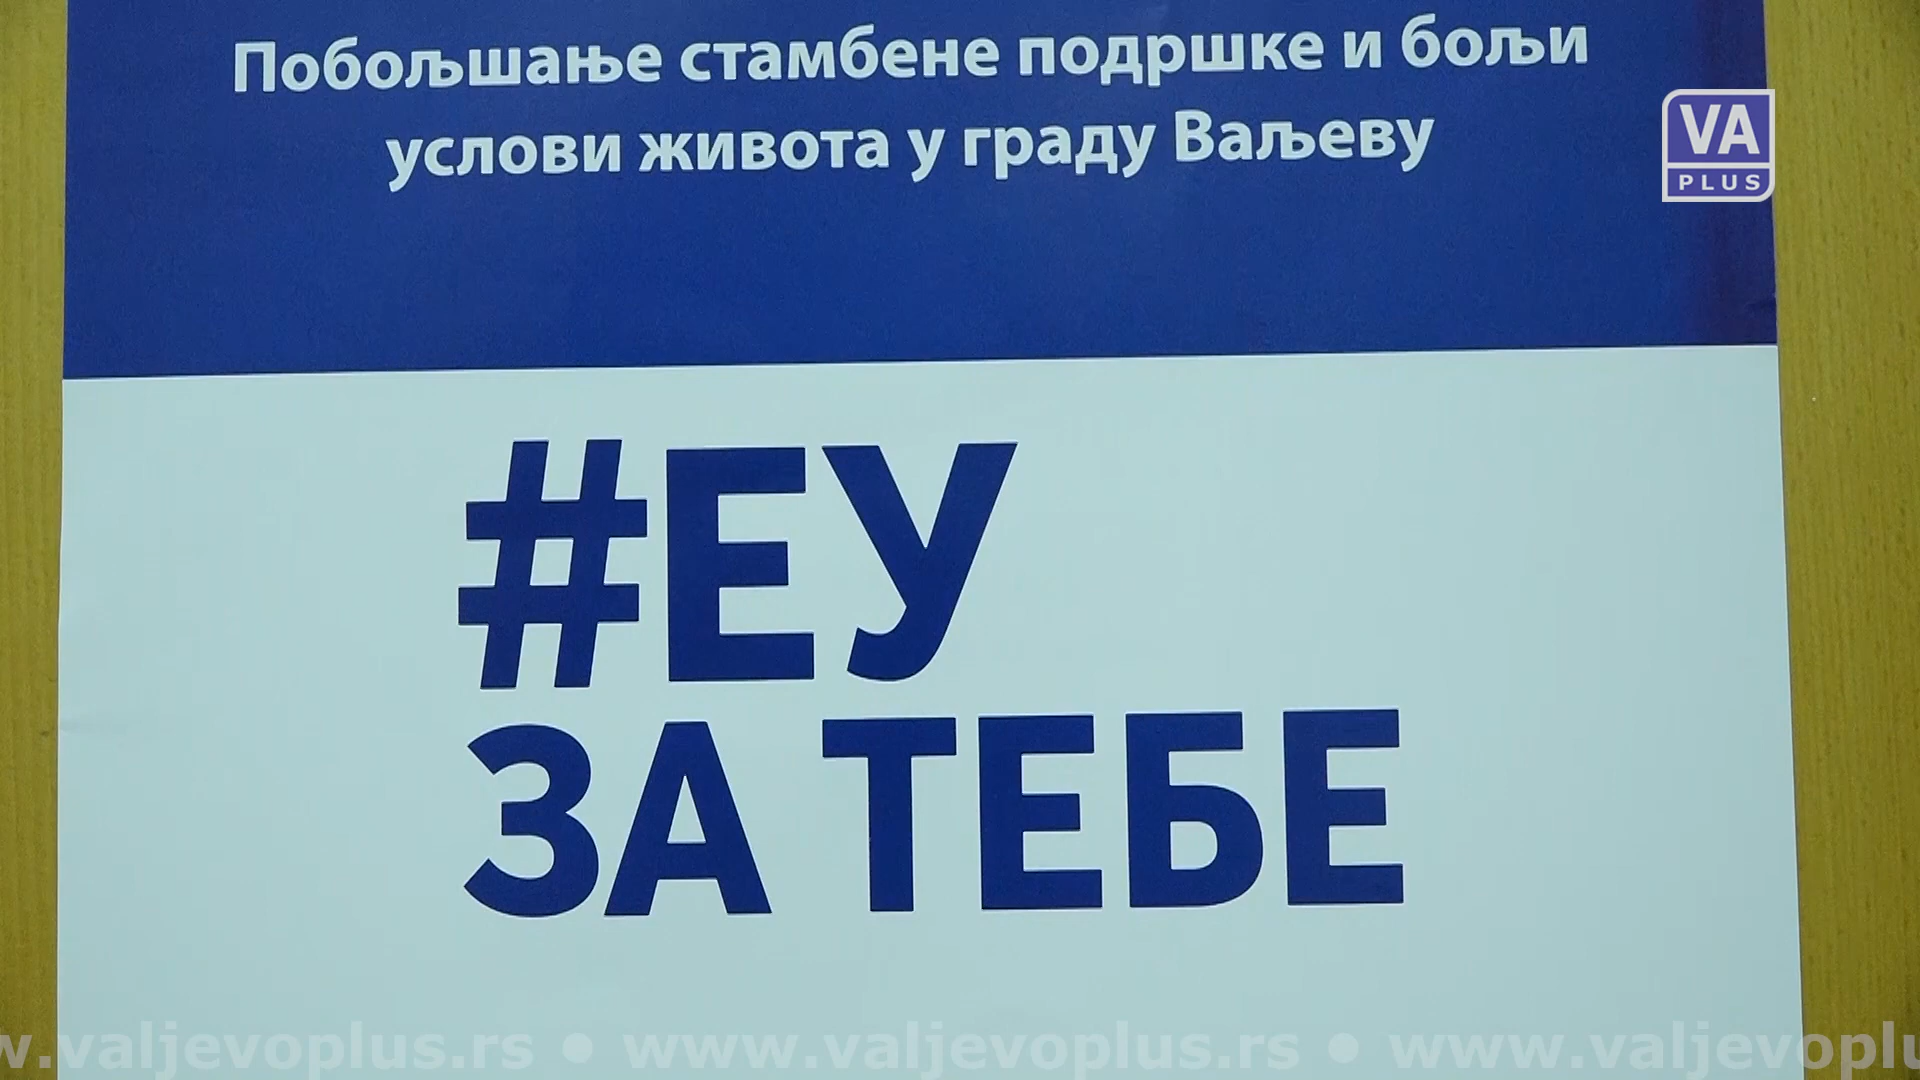 Побољшање стамбене подршке и бољи
услови живота у граду Ваљеву
VA
PLUS
#ЕУ
ЗА ТЕБЕ
w.valjevoplus.rs • www.valjevoplus.rs • www.valjevoplu